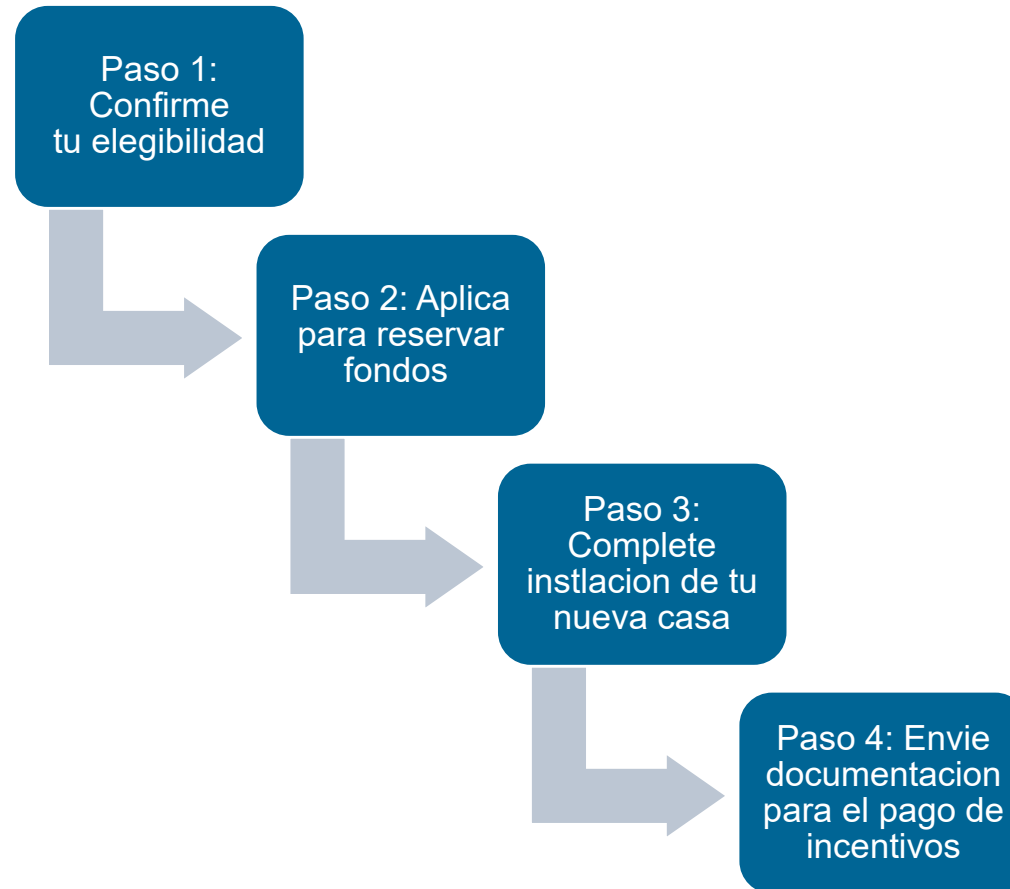 Paso 1:
Confirme
tu elegibilidad
Paso 2: Aplica
para reservar
fondos
Paso 3:
Complete
instlacion de tu
nueva casa
Paso 4: Envie
documentacion
para el pago de
incentivos